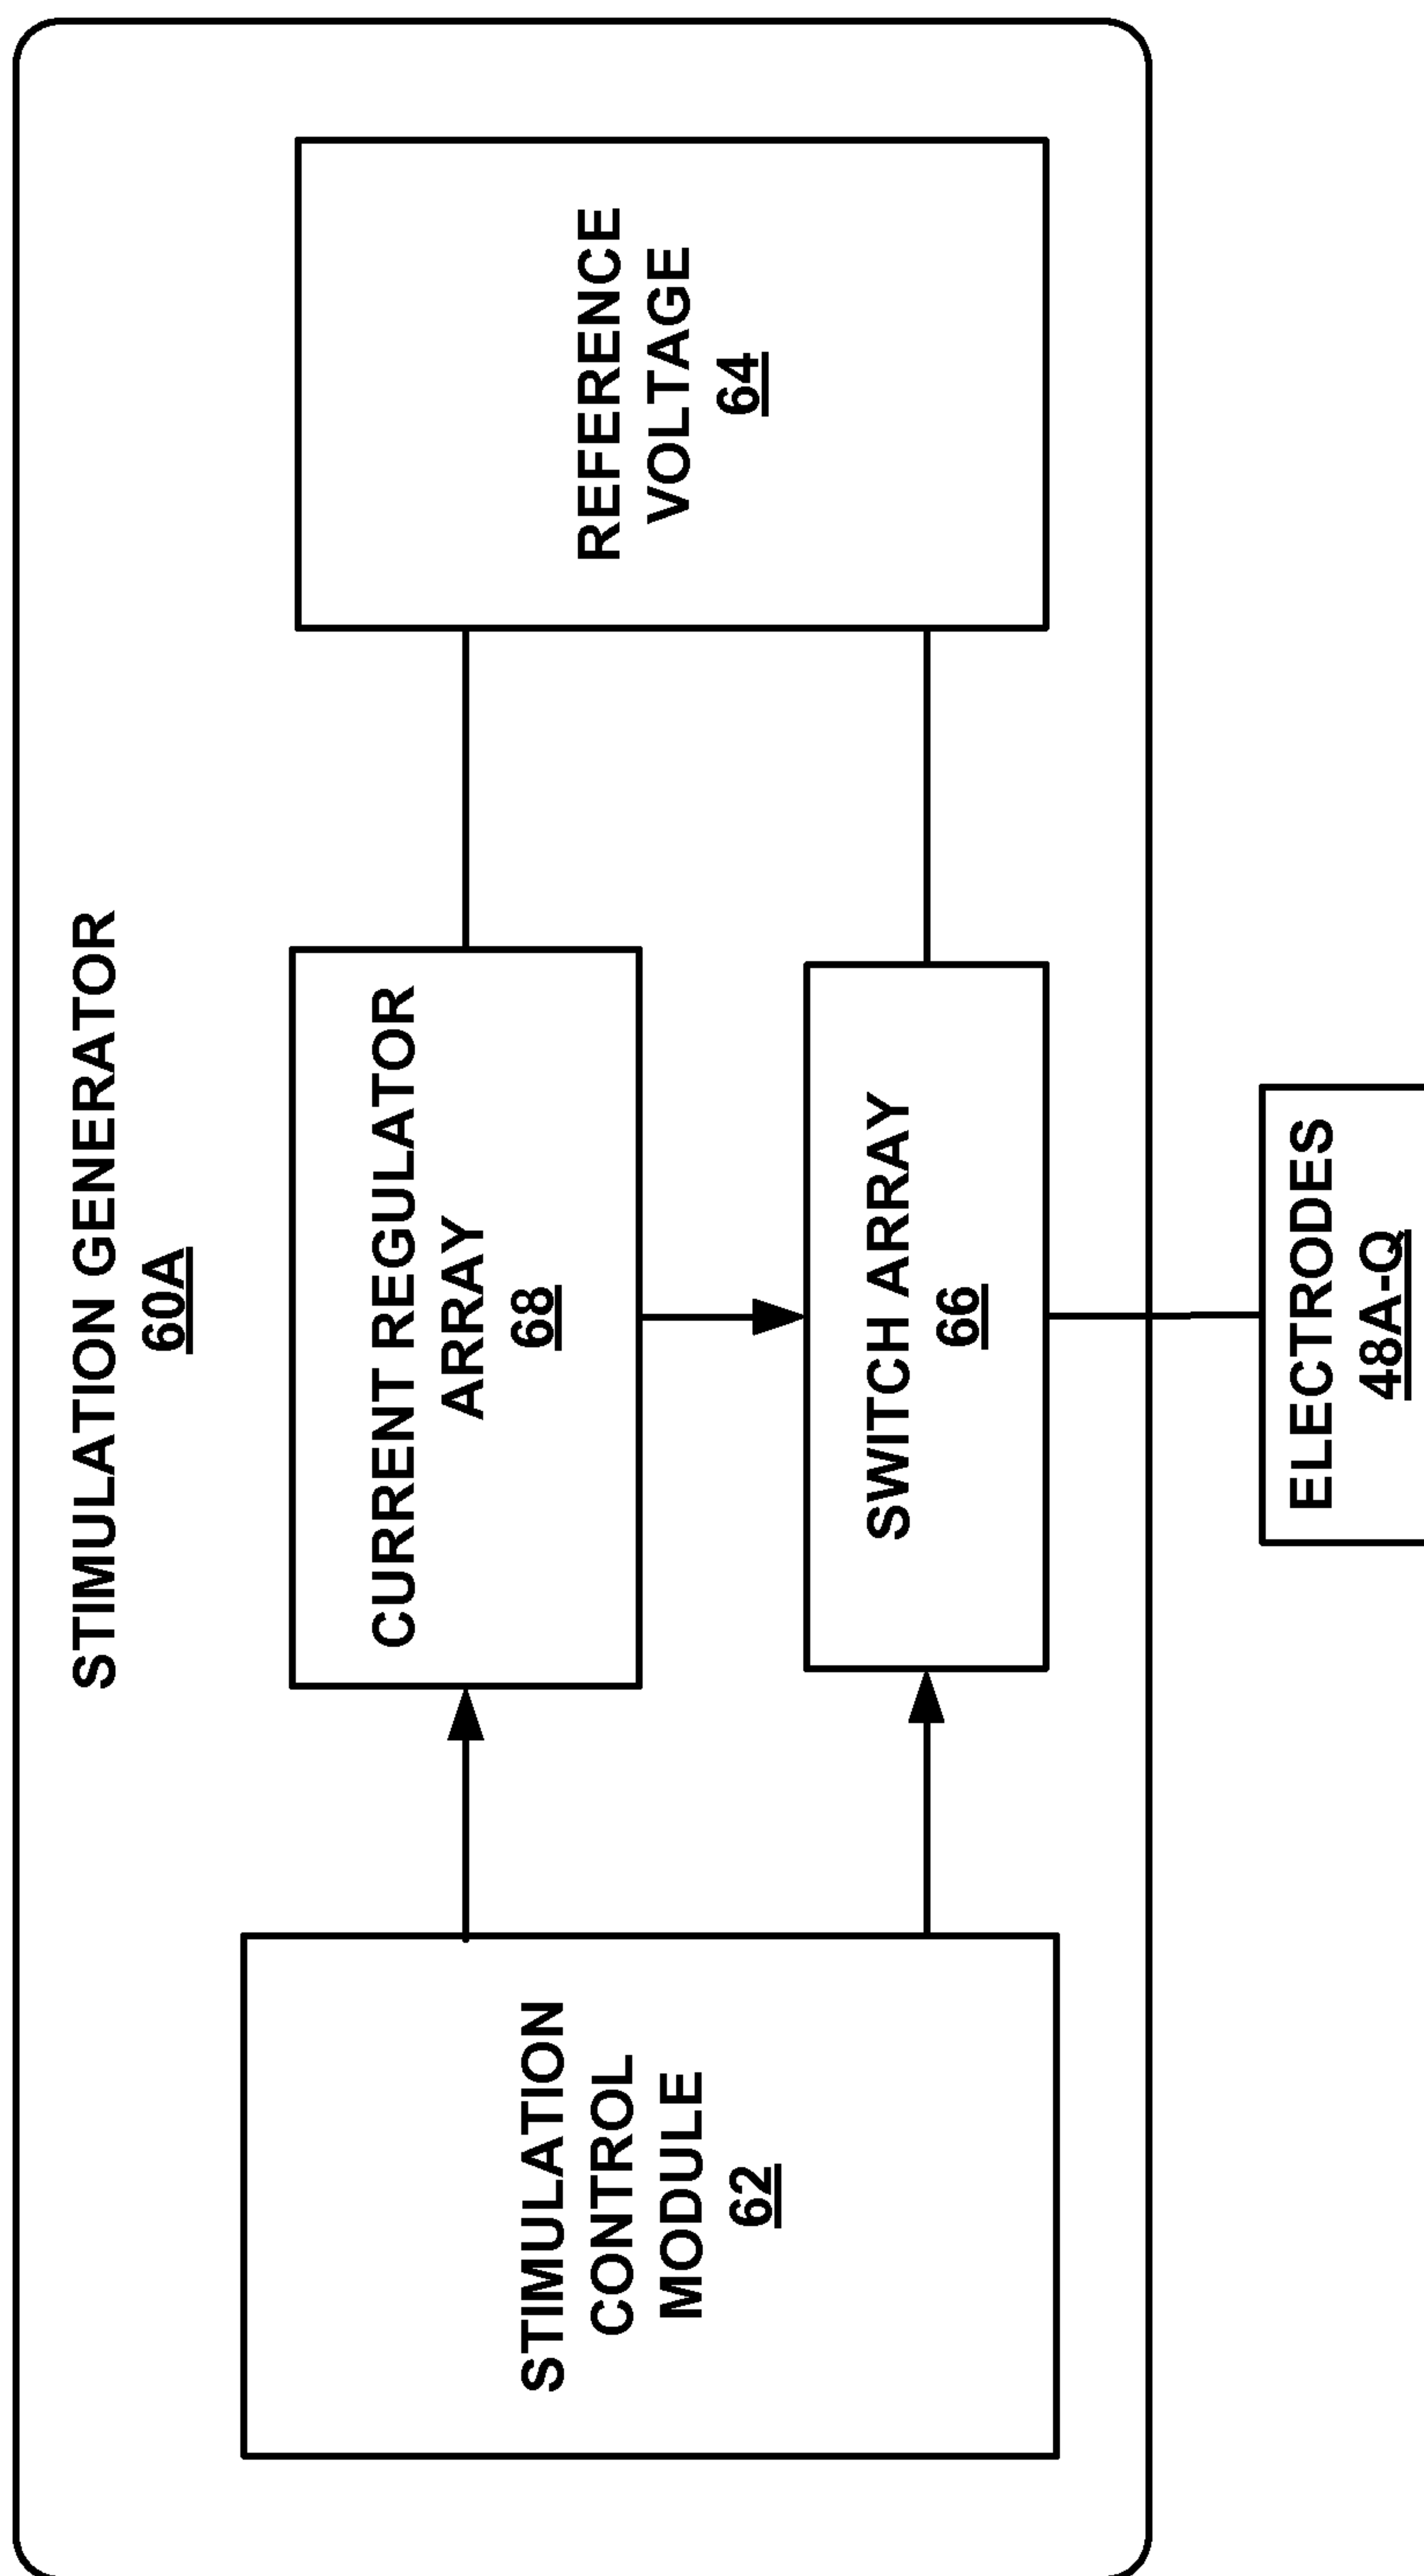 STIMULATION GENERATOR
60A
STIMULATION
CONTROL
MODULE
62
CURRENT REGULATOR
ARRAY
68
SWITCH ARRAY
66
REFERENCE
VOLTAGE
64
ELECTRODES
48A-Q